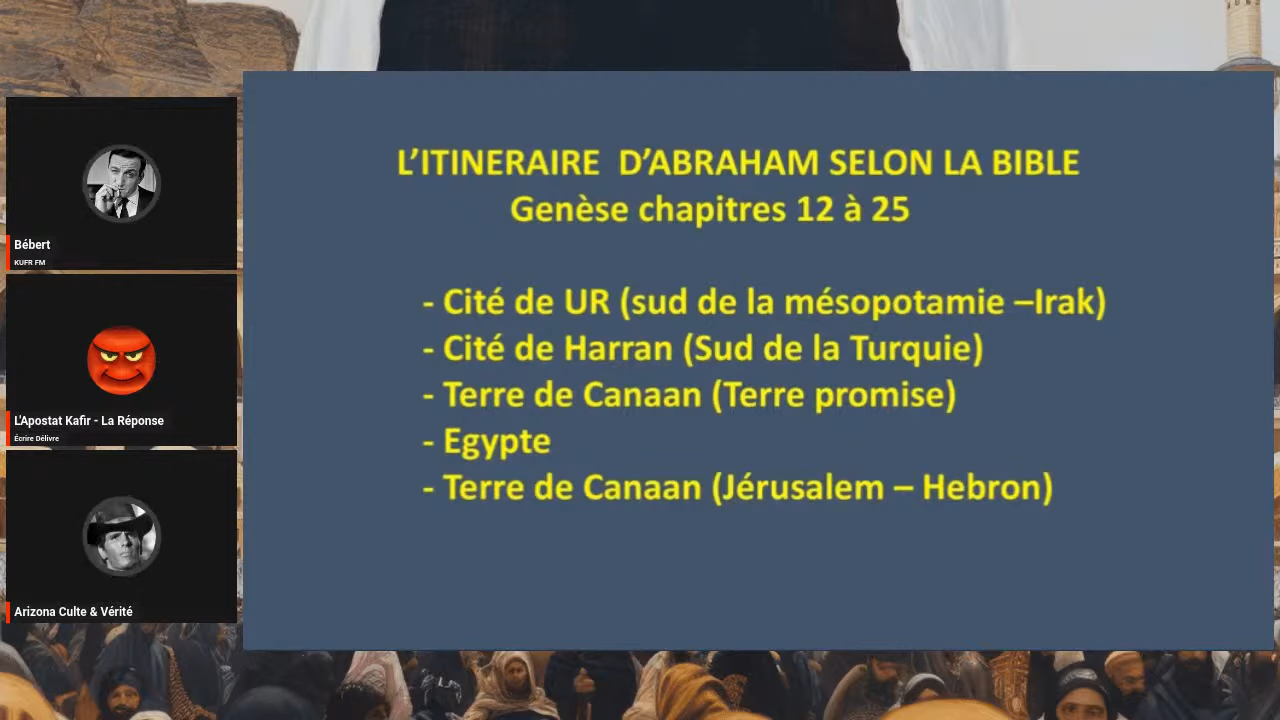 L'ITINERAIRE D'ABRAHAM SELON LA BIBLE
Genèse chapitres 12 à 25
- Cité de UR (sud de la mésopotamie –Irak)
- Cité de Harran (Sud de la Turquie)
- Terre de Canaan (Terre promise)
- Egypte
- Terre de Canaan (Jérusalem – Hebron)
Bébert
KUFR FM
L'Apostat Kafir - La Réponse
Écrire Délivre
Arizona Culte & Vérité